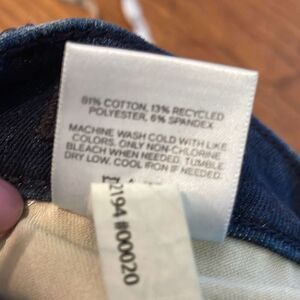 81% COTTON, 13% RECYCLED
POLYESTER, 6% SPANDEX
MACHINE WASH COLD WITH LIKE
COLORS. ONLY NON-CHLORINE
BLEACH WHEN NEEDED. TUMBLE
DRY LOW. COOL IRON IF NEEDED.
2194 #00020